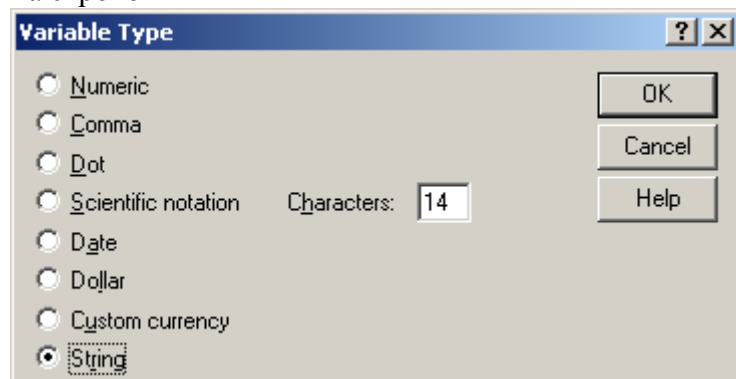 Variable Type
Numeric
Comma
Dot
Scientific notation
Date
Dollar
Custom currency
String
Characters: 14
OK
Cancel
Help